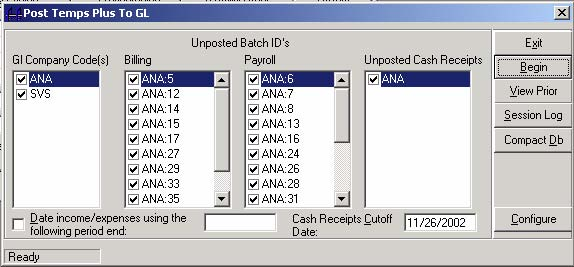 Post Temps Plus To GL
Unposted Batch ID's
Gl Company Code(s)
Billing
Payroll
Unposted Cash Receipts
ANA
SVS
ANA:5
ANA:12
ANA:14
ANA:15
ANA:17
ANA:27
ANA:29
ANA:33
ANA:35
ANA:6
ANA:7
ANA:8
ANA:13
ANA:16
ANA:24
ANA:26
ANA:28
ANA:31
ANA
Exit
Begin
View Prior
Session Log
Compact Db
Configure
Date income/expenses using the
following period end:
Cash Receipts Cutoff
Date:
11/26/2002
Ready